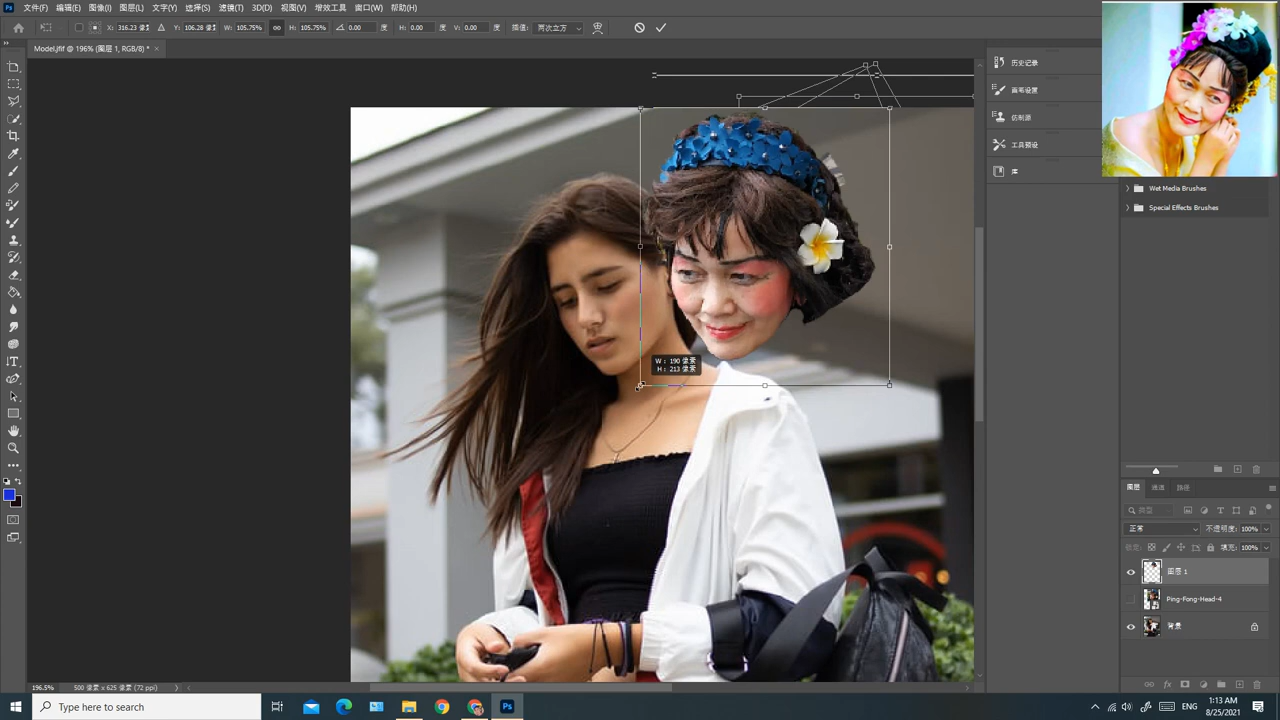 Ps 文件(F) 编辑(E) 图像(I) 图层(L) 文字(Y) 选择(S) 滤镜(T) 3D(D) 视图(V) 增效工具 窗口(W) 帮助(H)
X: 316.23 像素 Y: 106.28 像素 W: 105.75% H: 105.75% 0.00 度 H: 0.00 度 V: 0.00 度 插值: 两次立方
Model.jfif @ 196% (图层 1, RGB/8) * ×
历史记录
画笔设置
仿制源
工具预设
库
Wet Media Brushes
Special Effects Brushes
W: 190 像素
H: 213 像素
图层 通道 路径
类型
正常 不透明度: 100%
锁定: 填充: 100%
图层 1
Ping-Fong-Head-4
背景
196.5% 500 像素 x 625 像素 (72 ppi)
Type here to search
Ps
ENG
1:13 AM
8/25/2021